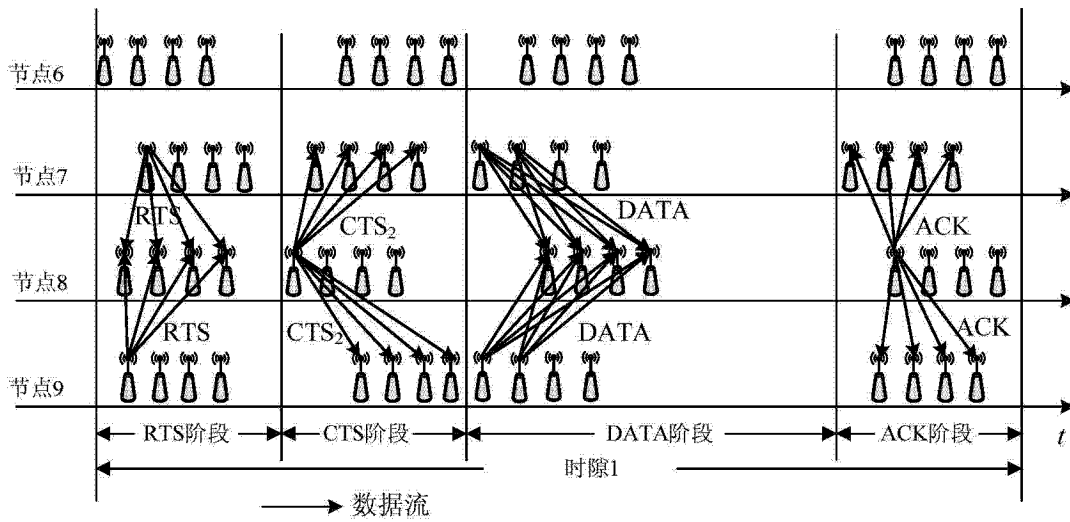 节点6
节点7
RTS
CTS₂
DATA
ACK
节点8
RTS
CTS₂
DATA
ACK
节点9
RTS阶段
CTS阶段
DATA阶段
ACK阶段
t
时隙1
数据流